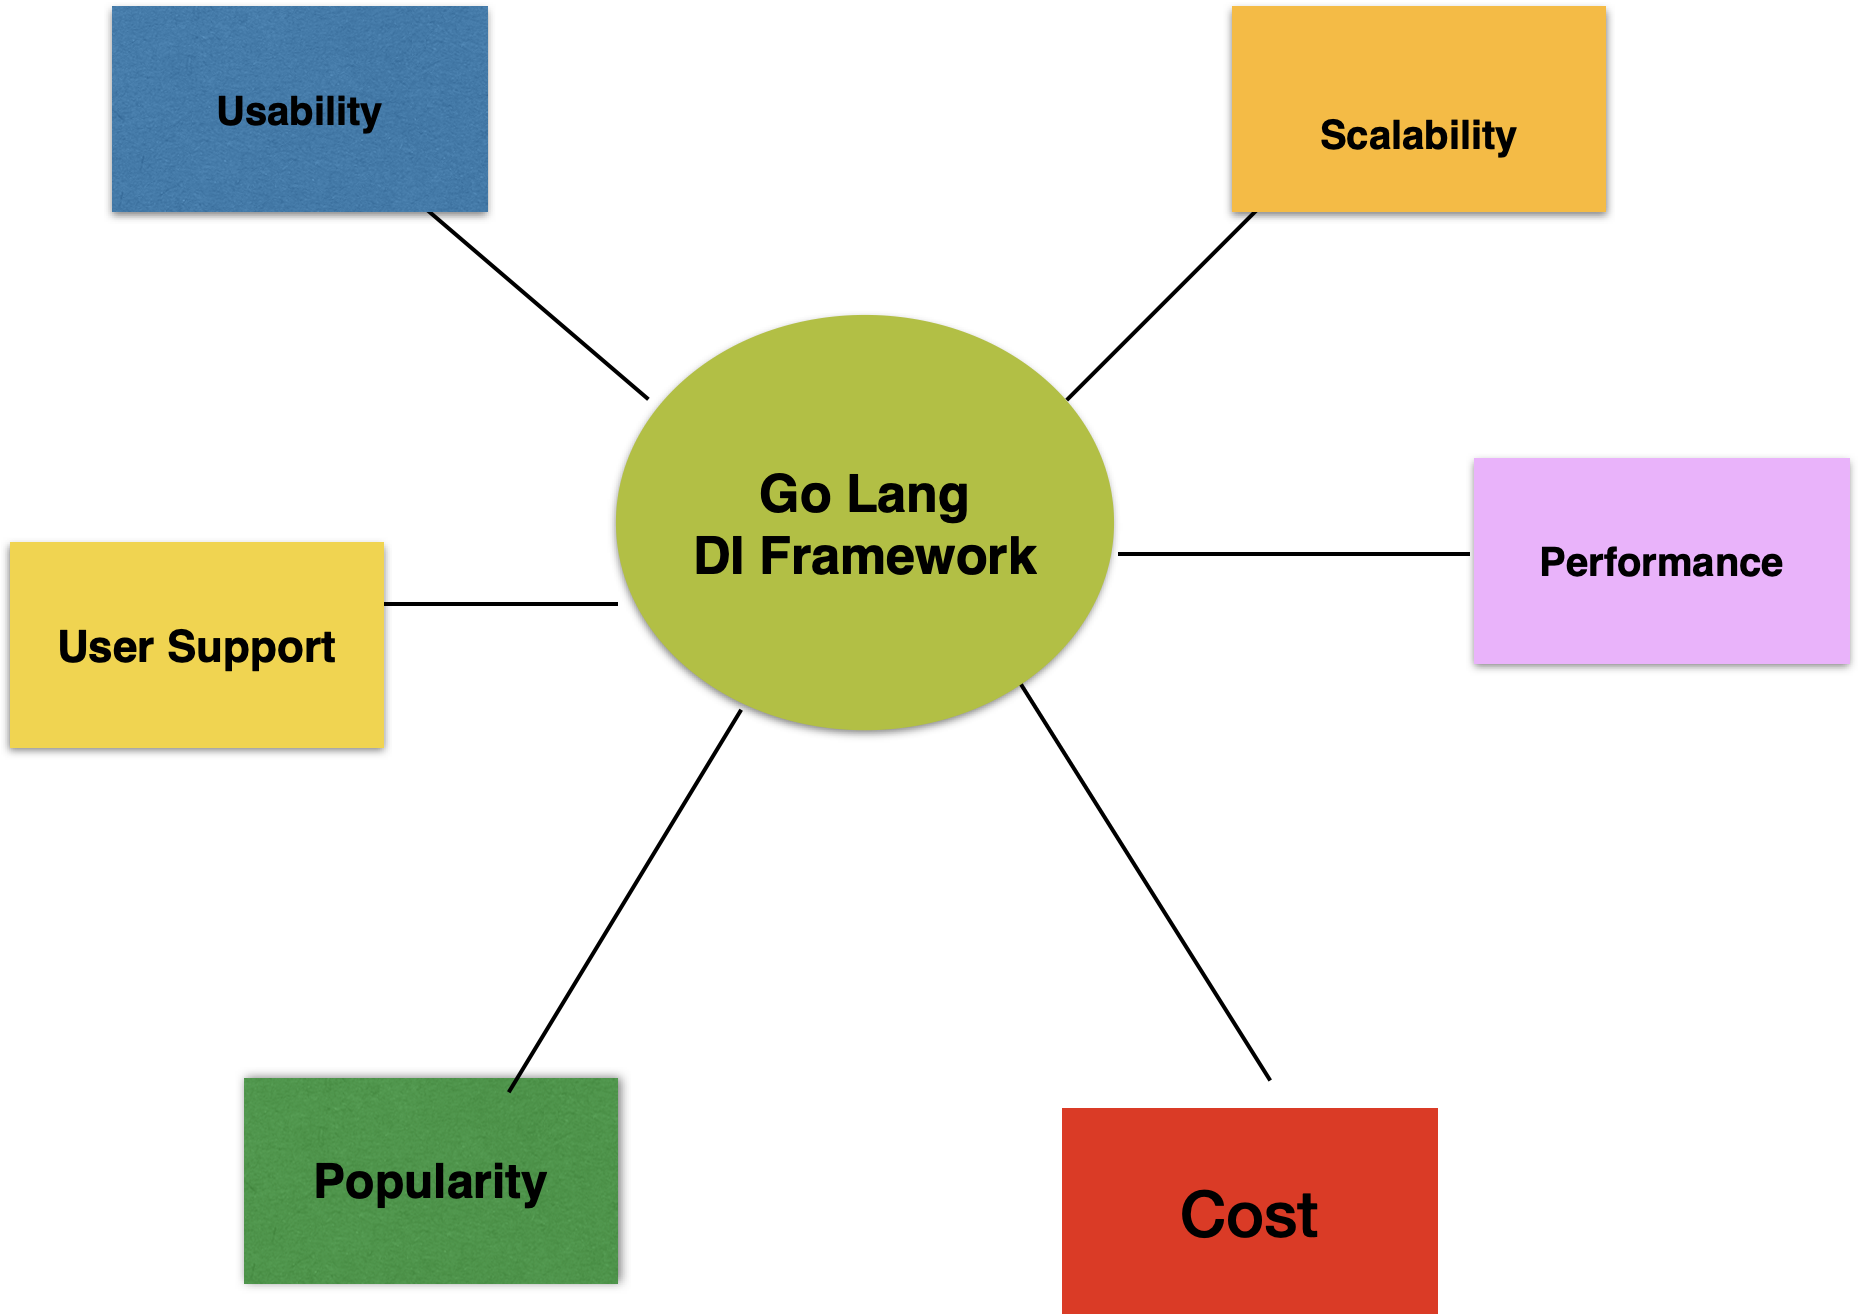 Usability
Scalability
Go Lang
DI Framework
Performance
User Support
Popularity
Cost